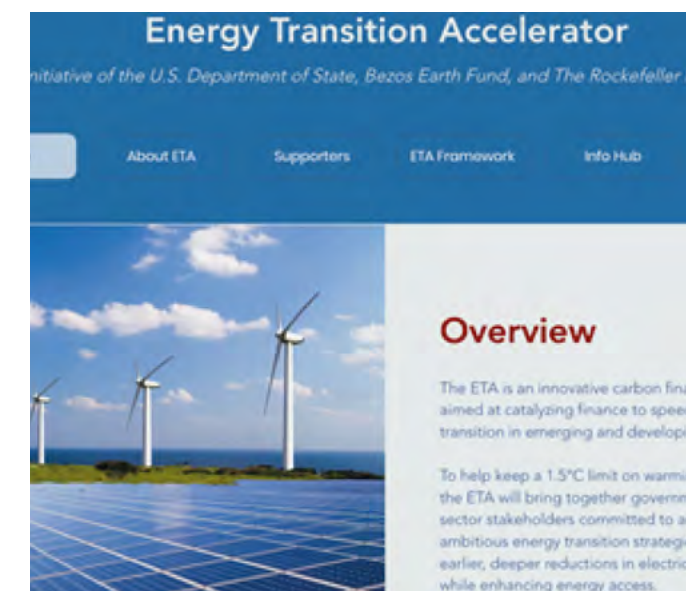 Energy Transition Accelerator
nitiative of the U.S. Department of State, Bezos Earth Fund, and The Rockefeller
About ETA Supporters ETA Framework Info Hub
Overview
The ETA is an innovative carbon fina
aimed at catalyzing finance to speed
transition in emerging and developi
To help keep a 1.5°C limit on warmi
the ETA will bring together governm
sector stakeholders committed to a
ambitious energy transition strategi
earlier, deeper reductions in electric
while enhancing energy access.